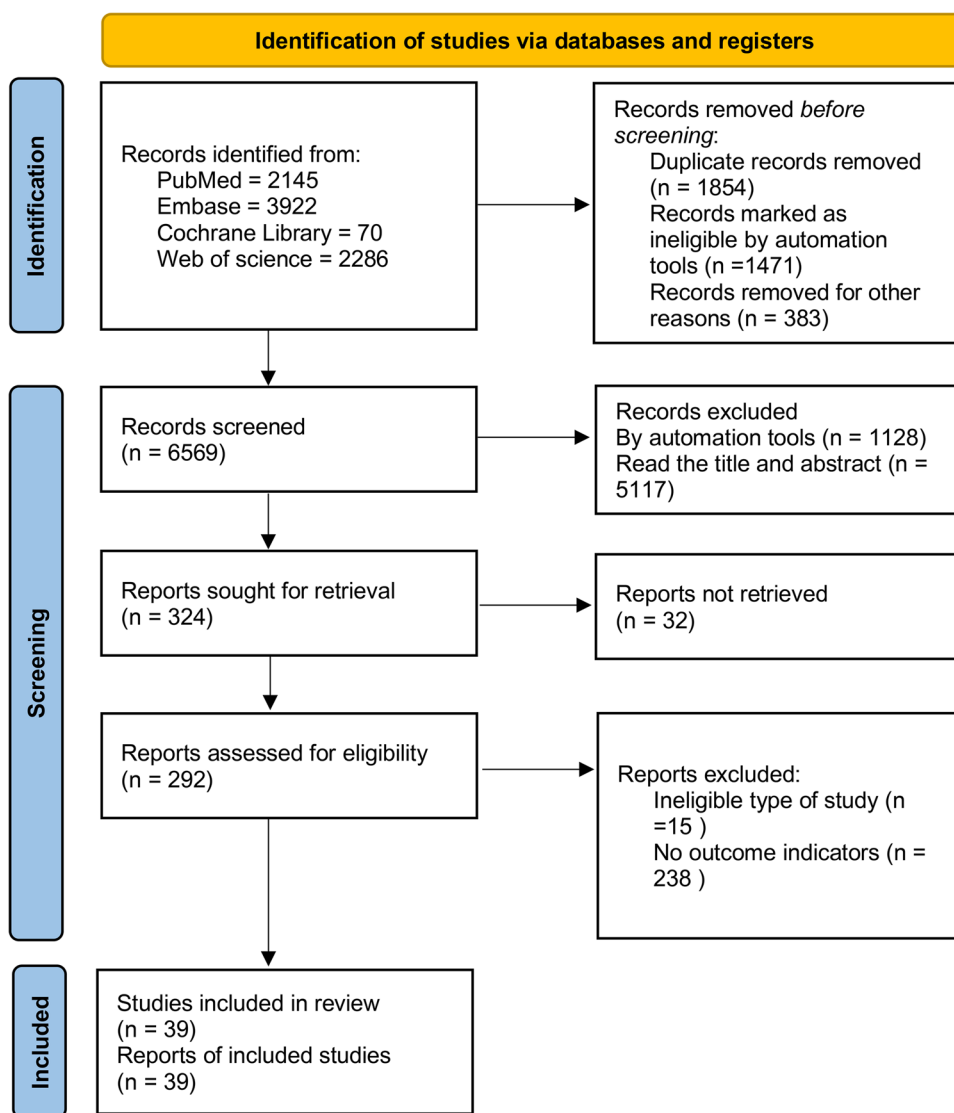 Identification of studies via databases and registers
Identification
Records identified from:
PubMed = 2145
Embase = 3922
Cochrane Library = 70
Web of science = 2286
Records removed before
screening:
Duplicate records removed
(n = 1854)
Records marked as
ineligible by automation
tools (n =1471)
Records removed for other
reasons (n = 383)
Screening
Records screened
(n = 6569)
Records excluded
By automation tools (n = 1128)
Read the title and abstract (n =
5117)
Reports sought for retrieval
(n = 324)
Reports not retrieved
(n = 32)
Reports assessed for eligibility
(n = 292)
Reports excluded:
Ineligible type of study (n
=15 )
No outcome indicators (n =
238 )
Included
Studies included in review
(n = 39)
Reports of included studies
(n = 39)